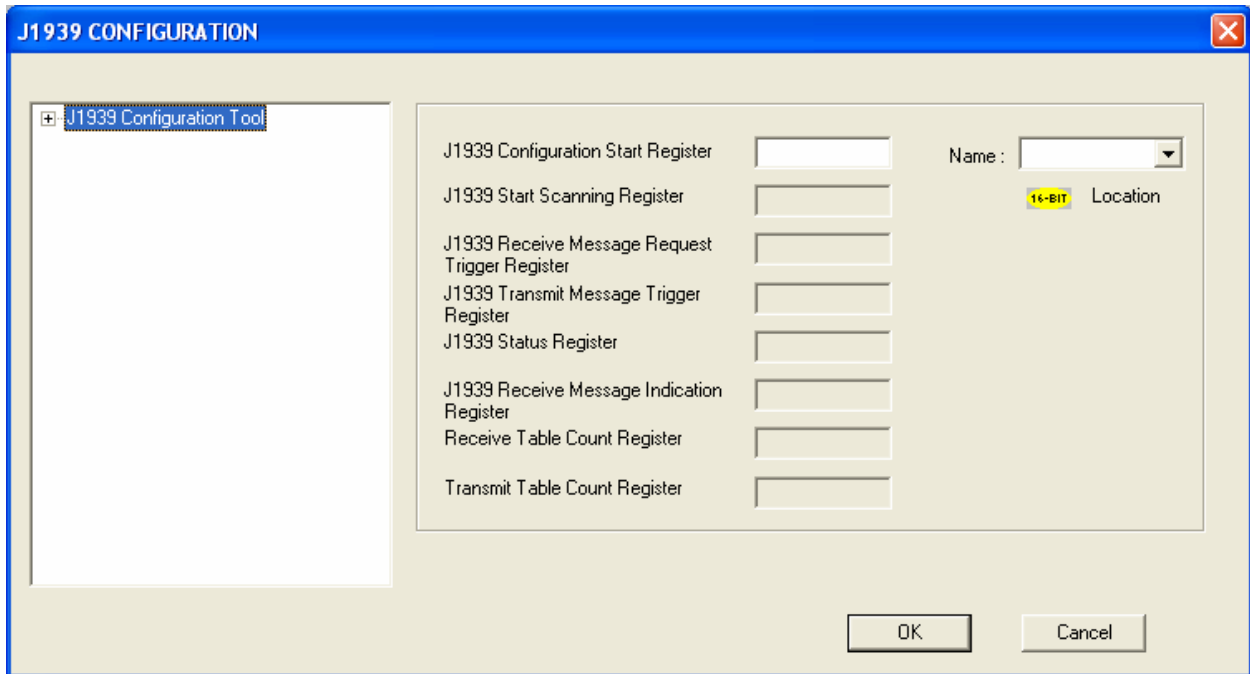 J1939 CONFIGURATION
J1939 Configuration Tool
J1939 Configuration Start Register
Name :
J1939 Start Scanning Register
16-BIT Location
J1939 Receive Message Request
Trigger Register
J1939 Transmit Message Trigger
Register
J1939 Status Register
J1939 Receive Message Indication
Register
Receive Table Count Register
Transmit Table Count Register
OK
Cancel